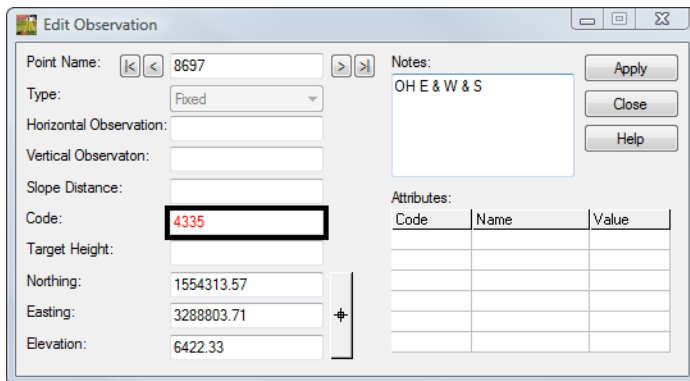 Edit Observation
Point Name: |< < 8697 > >|
Type: Fixed
Horizontal Observation:
Vertical Observaton:
Slope Distance:
Code: 4335
Target Height:
Northing: 1554313.57
Easting: 3288803.71
Elevation: 6422.33
Notes:
OH E & W & S
Apply
Close
Help
Attributes:
Code Name Value